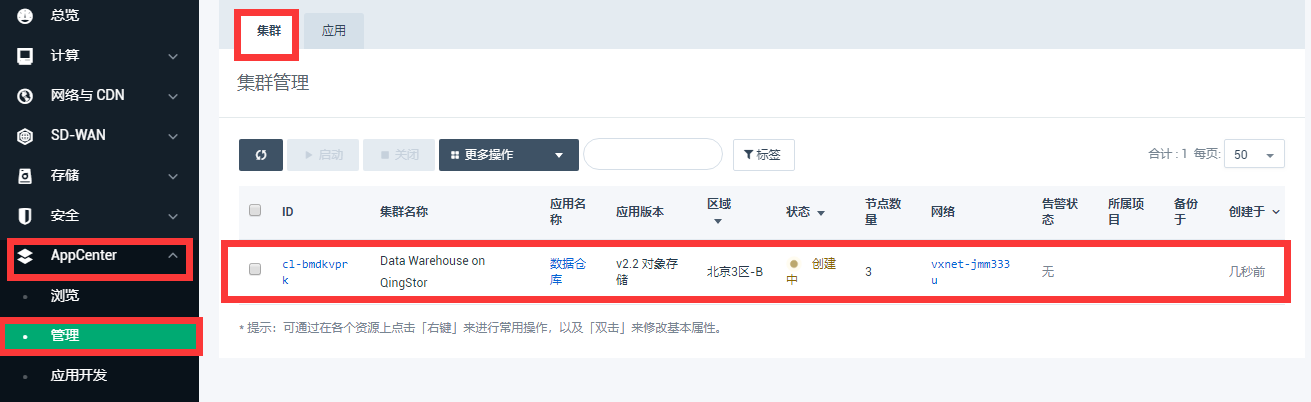 总览
计算
网络与 CDN
SD-WAN
存储
安全
AppCenter
浏览
管理
应用开发
集群 应用
集群管理
启动 关闭 更多操作 标签 合计 : 1 每页: 50
ID 集群名称 应用名称 应用版本 区域 状态 节点数量 网络 告警状态 所属项目 备份于 创建于
cl-bmdkvprk Data Warehouse on QingStor 数据仓库 v2.2 对象存储 北京3区-B 创建中 3 vxnet-jmm333u 无 几秒前
* 提示：可通过在各个资源上点击「右键」来进行常用操作，以及「双击」来修改基本属性。